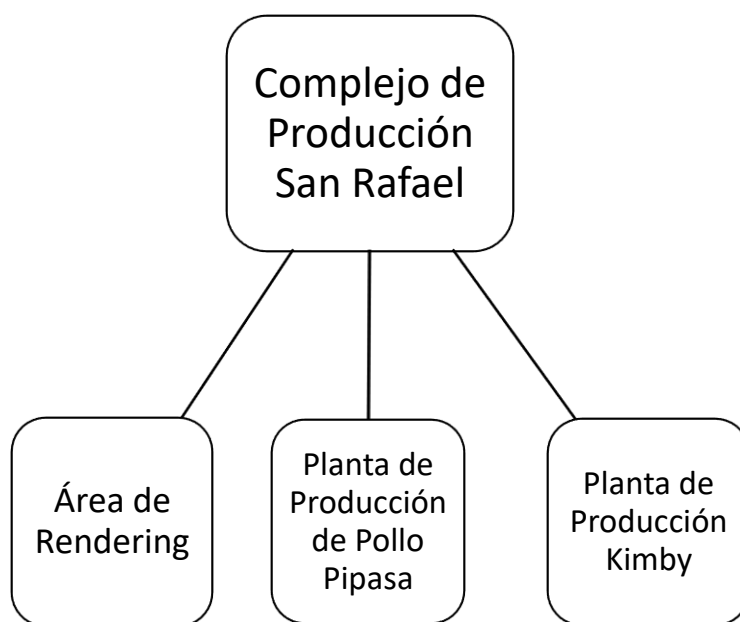 Complejo de
Producción
San Rafael
Área de
Rendering
Planta de
Producción
de Pollo
Pipasa
Planta de
Producción
Kimby